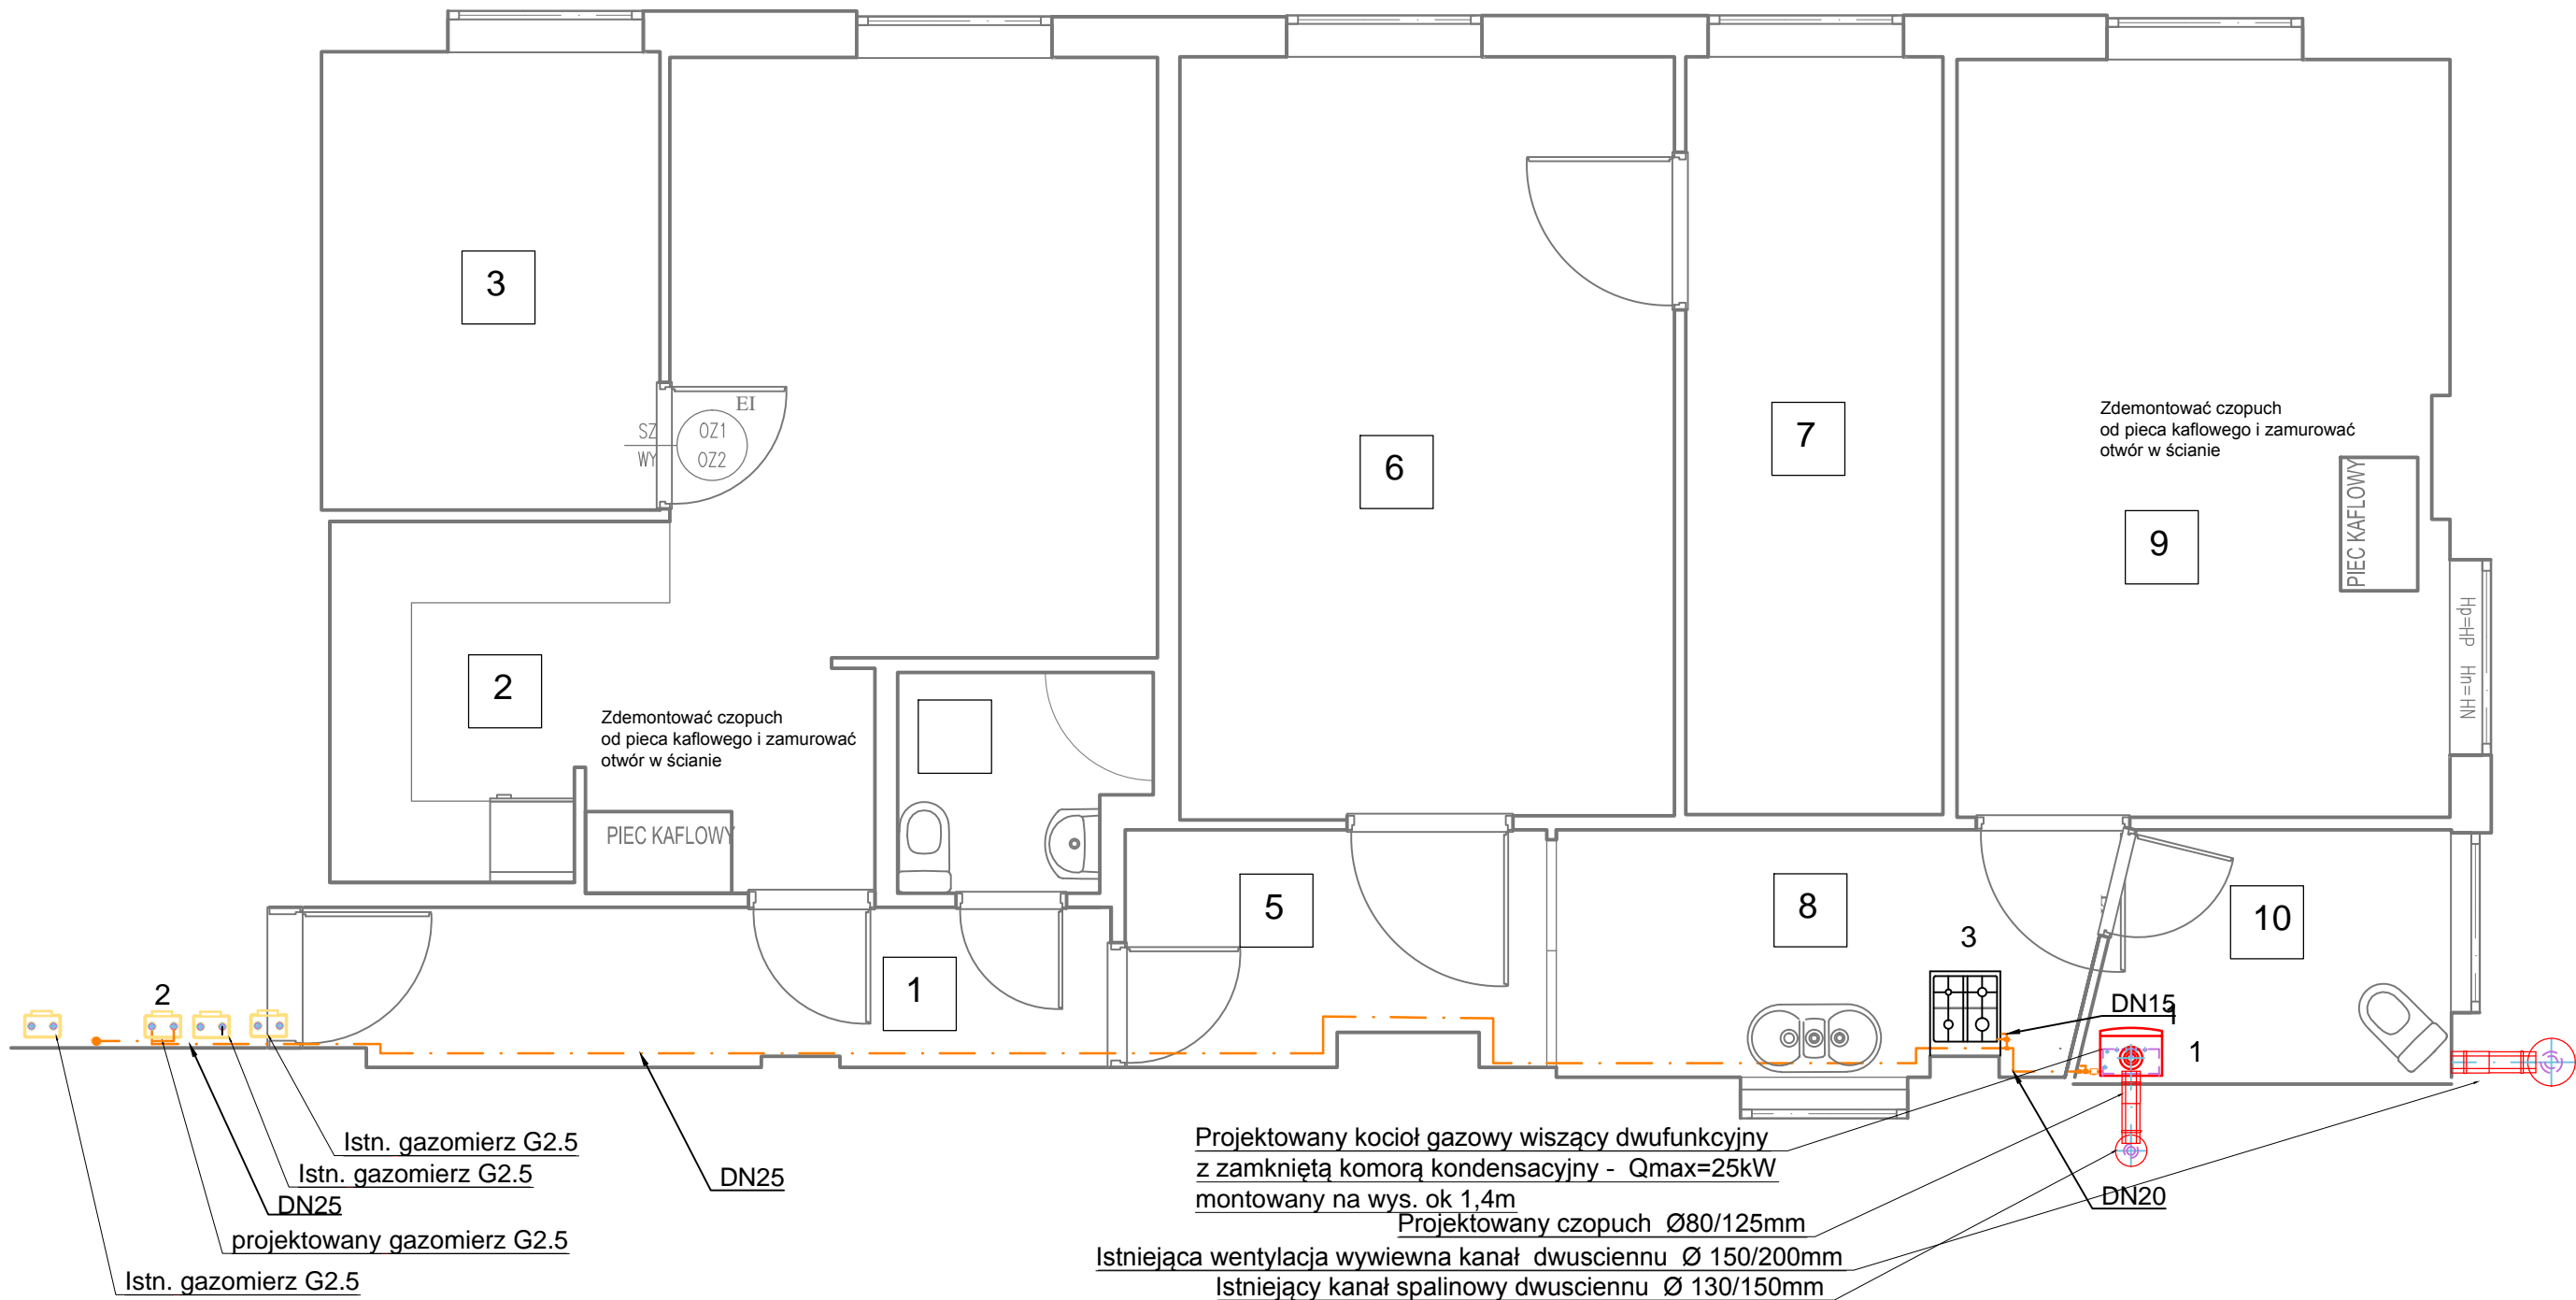 3
EI
SZ
OZ1
WY
OZ2
6
7
Zdemontować czopuch
od pieca kaflowego i zamurować
otwór w ścianie
PIEC KAFLOWY
9
Hp=HP Hn=HN
2
Zdemontować czopuch
od pieca kaflowego i zamurować
otwór w ścianie
PIEC KAFLOWY
5
8
10
3
1
2
DN15
1
1
Istn. gazomierz G2.5
Istn. gazomierz G2.5
DN25
projektowany gazomierz G2.5
Istn. gazomierz G2.5
DN25
Projektowany kocioł gazowy wiszący dwufunkcyjny
z zamkniętą komorą kondensacyjny - Qmax=25kW
montowany na wys. ok 1,4m
DN20
Projektowany czopuch Ø80/125mm
Istniejąca wentylacja wywiewna kanał dwusciennu Ø 150/200mm
Istniejący kanał spalinowy dwusciennu Ø 130/150mm